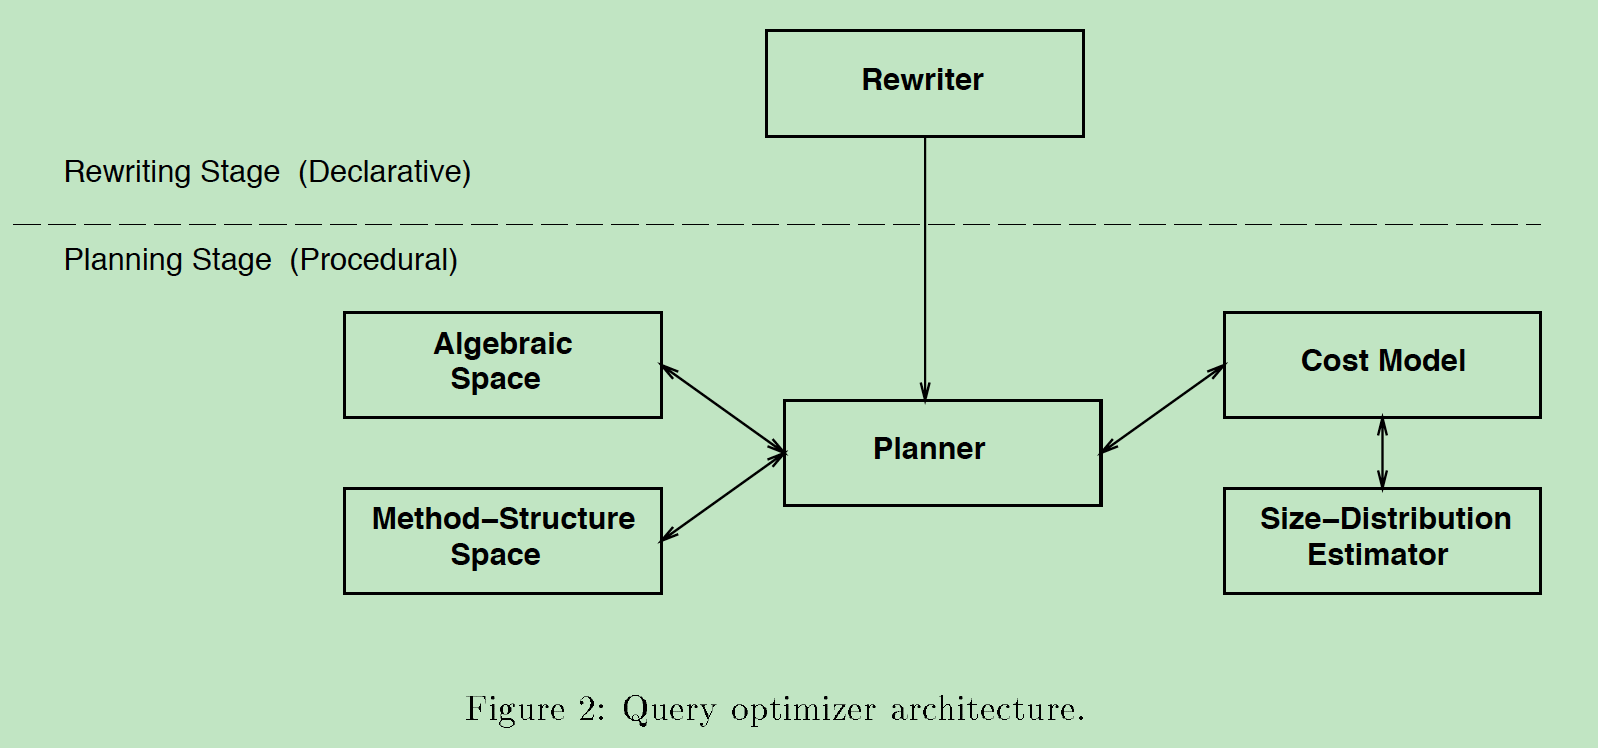 Rewriter
Rewriting Stage (Declarative)
Planning Stage (Procedural)
Algebraic
Space
Cost Model
Planner
Method–Structure
Space
Size–Distribution
Estimator
Figure 2: Query optimizer architecture.